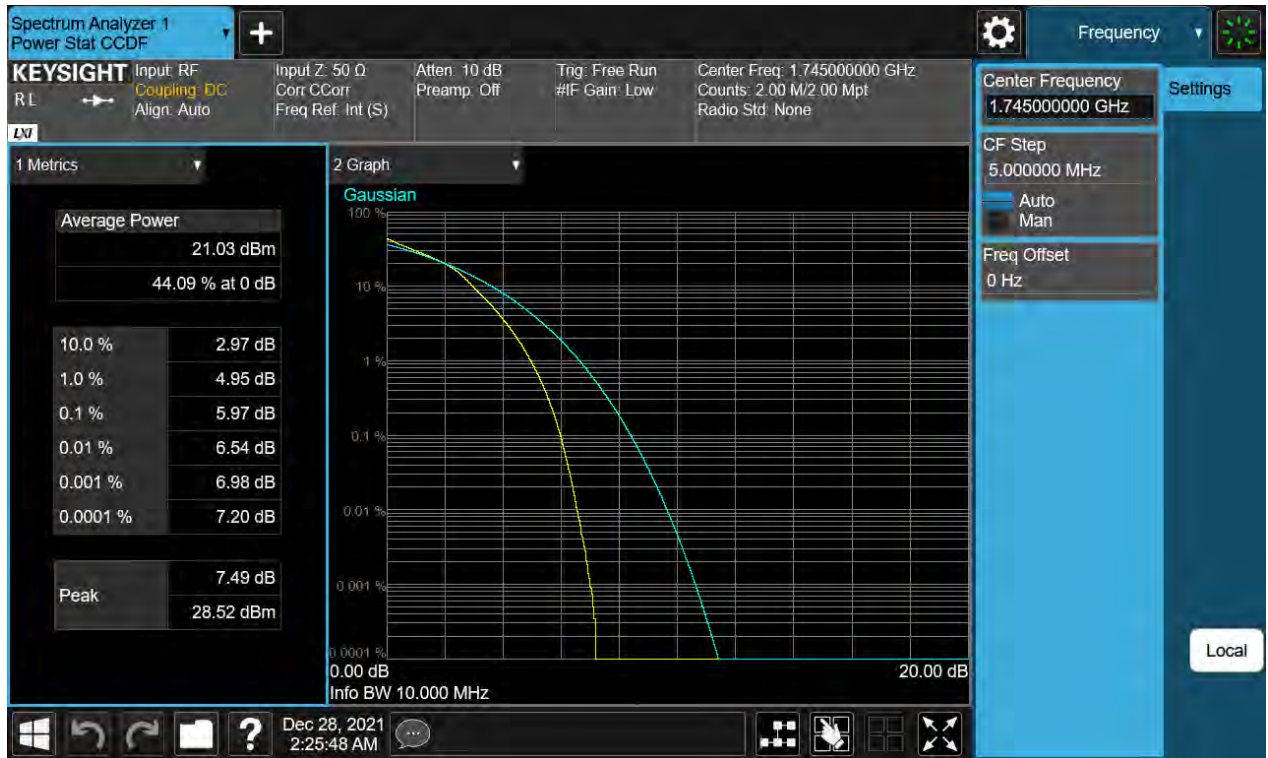 Spectrum Analyzer 1
Power Stat CCDF
+
Frequency
KEYSIGHT
RL
LXI
Input: RF
Coupling: DC
Align: Auto
Input Z: 50 Ω
Corr CCorr
Freq Ref: Int (S)
Atten: 10 dB
Preamp: Off
Trig: Free Run
#IF Gain: Low
Center Freq: 1.745000000 GHz
Counts: 2.00 M/2.00 Mpt
Radio Std: None
Center Frequency
1.745000000 GHz
Settings
CF Step
5.000000 MHz
Auto
Man
Freq Offset
0 Hz
1 Metrics
Average Power
21.03 dBm
44.09 % at 0 dB
10.0 % 2.97 dB
1.0 % 4.95 dB
0.1 % 5.97 dB
0.01 % 6.54 dB
0.001 % 6.98 dB
0.0001 % 7.20 dB
Peak
7.49 dB
28.52 dBm
2 Graph
Gaussian
100 %
10 %
1 %
0.1 %
0.01 %
0.001 %
0.0001 %
0.00 dB 20.00 dB
Info BW 10.000 MHz
Local
?
Dec 28, 2021
2:25:48 AM